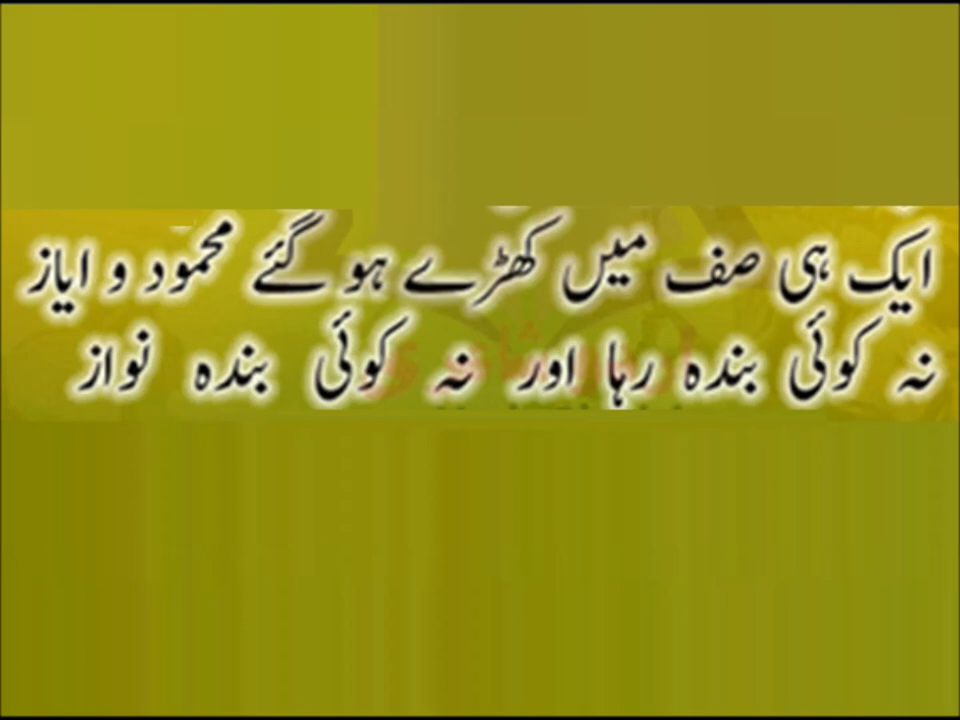 ایک ہی صف میں کھڑے ہو گئے محمود و ایاز
نہ کوئی بندہ رہا اور نہ کوئی بندہ نواز